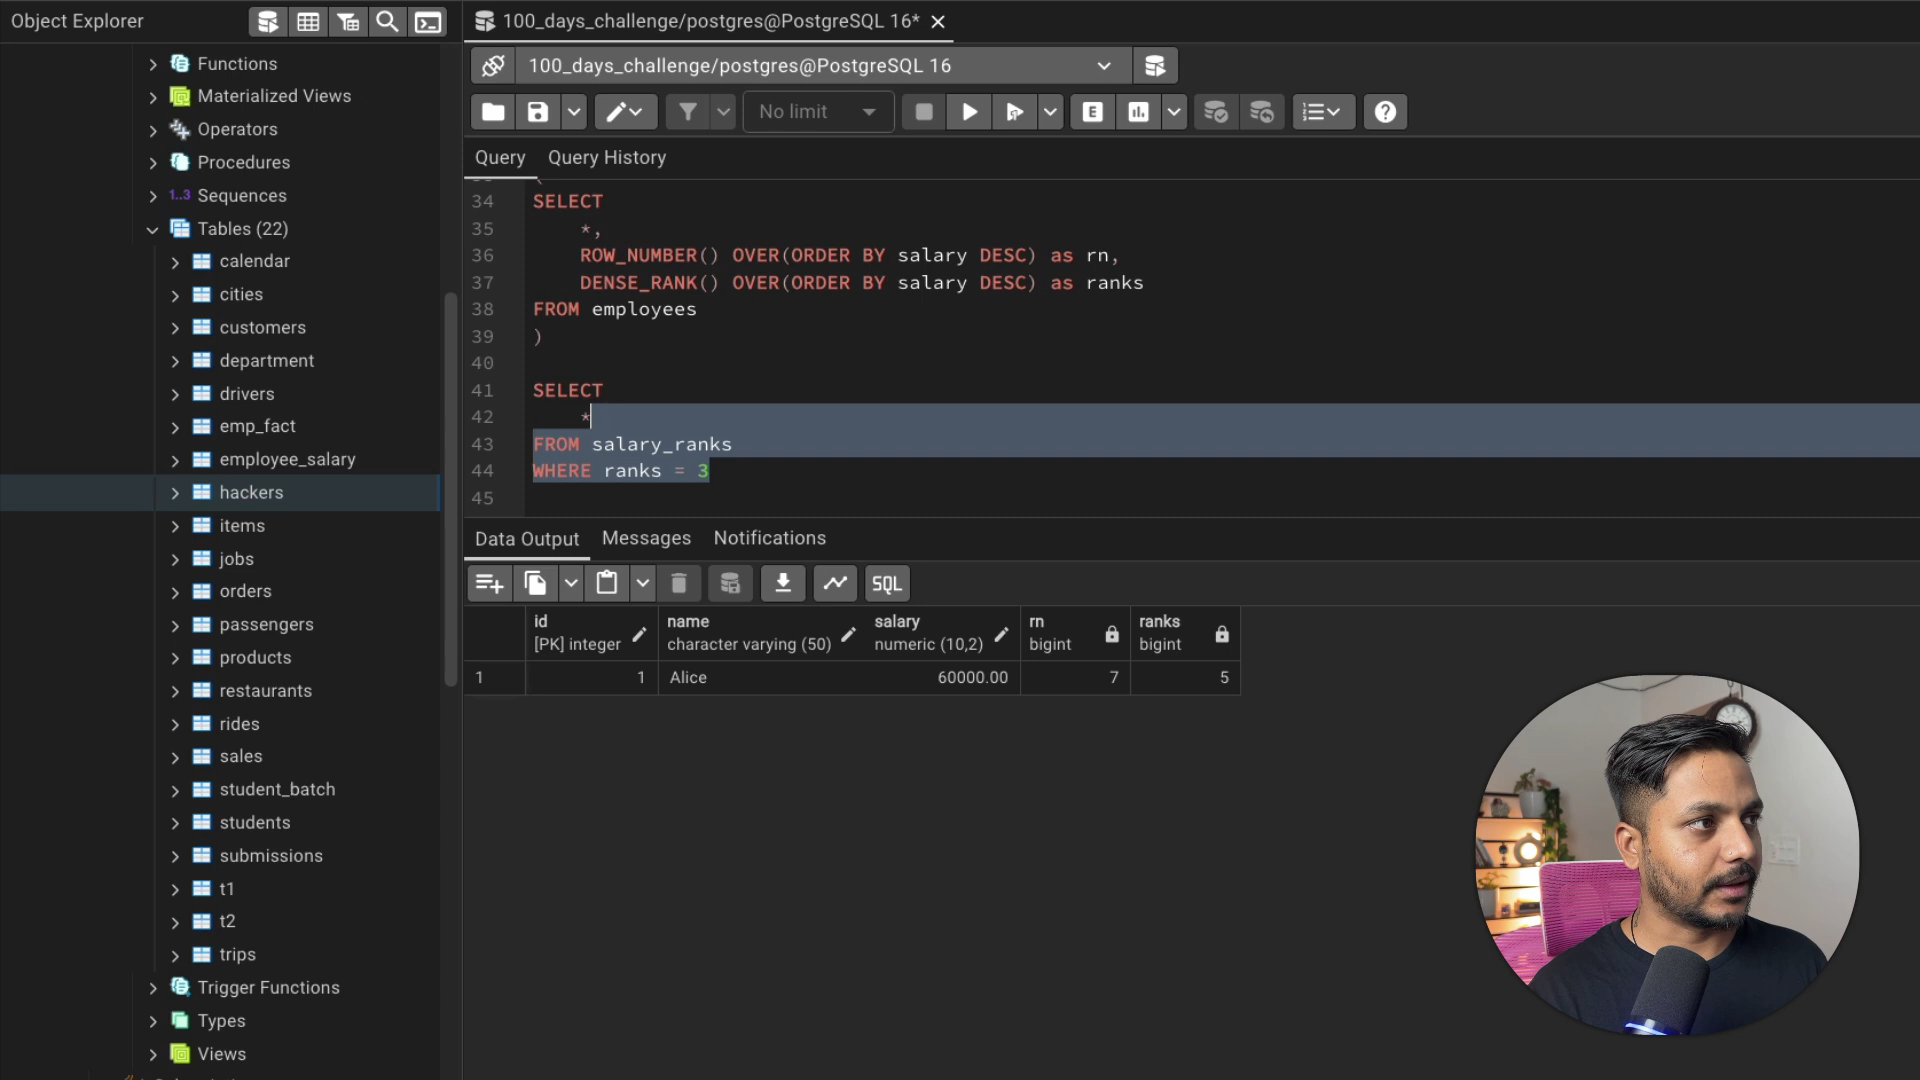 Object Explorer
Functions
Materialized Views
Operators
Procedures
1..3 Sequences
Tables (22)
calendar
cities
customers
department
drivers
emp_fact
employee_salary
hackers
items
jobs
orders
passengers
products
restaurants
rides
sales
student_batch
students
submissions
t1
t2
trips
Trigger Functions
Types
Views
100_days_challenge/postgres@PostgreSQL 16*
100_days_challenge/postgres@PostgreSQL 16
No limit
E
Query Query History
34 SELECT
35 *,
36 ROW_NUMBER() OVER(ORDER BY salary DESC) as rn,
37 DENSE_RANK() OVER(ORDER BY salary DESC) as ranks
38 FROM employees
39 )
40
41 SELECT
42 *
43 FROM salary_ranks
44 WHERE ranks = 3
45
Data Output Messages Notifications
SQL
id name salary rn ranks
[PK] integer character varying (50) numeric (10,2) bigint bigint
1 1 Alice 60000.00 7 5